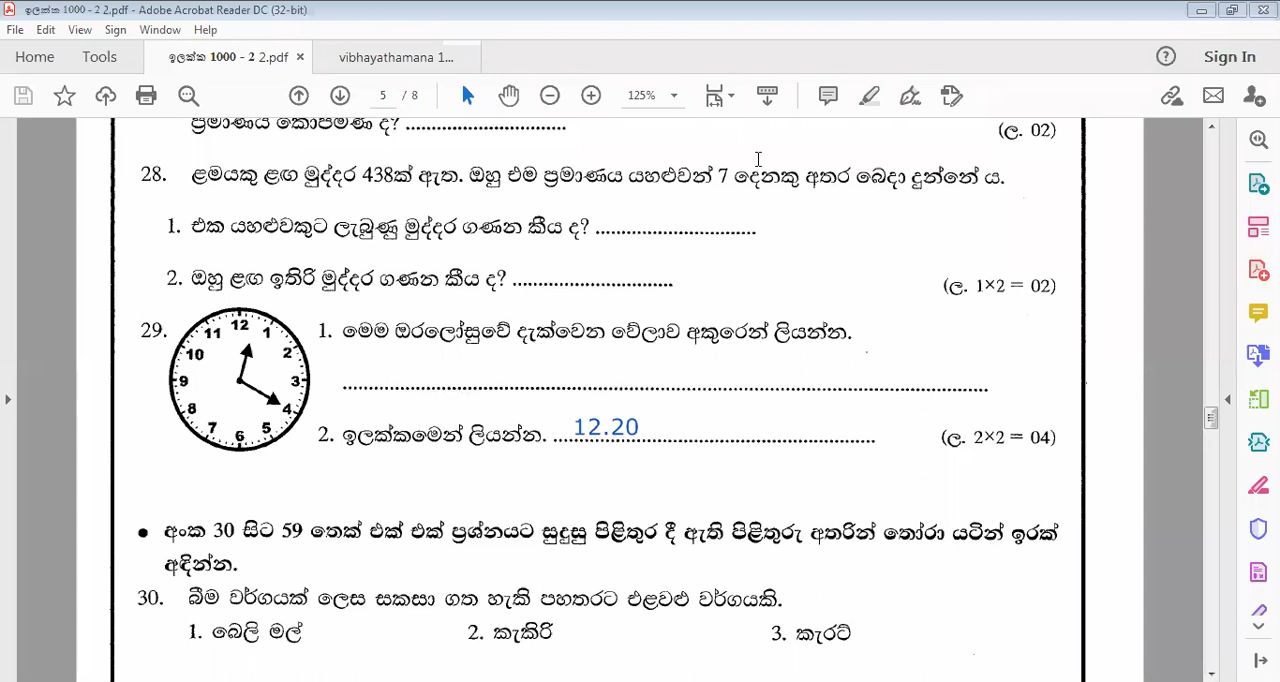 ඉලක්ක 1000 - 2 2.pdf - Adobe Acrobat Reader DC (32-bit)
File Edit View Sign Window Help
Home Tools ඉලක්ක 1000 - 2 2.pdf × vibhayathamana 1... ? Sign In
5 / 8 125%
ප්‍රමාණය කොපමණ ද? .............................. (ල. 02)
28. ළමයකු ළඟ මුද්දර 438ක් ඇත. ඔහු එම ප්‍රමාණය යහළුවන් 7 දෙනකු අතර බෙදා දුන්නේ ය.
1. එක යහළුවකුට ලැබුණු මුද්දර ගණන කීය ද? ..............................
2. ඔහු ළඟ ඉතිරි මුද්දර ගණන කීය ද? .............................. (ල. 1×2 = 02)
29. 12 1 2 3 4 5 6 7 8 9 10 11
1. මෙම ඔරලෝසුවේ දැක්වෙන වේලාව අකුරෙන් ලියන්න.
................................................................................
2. ඉලක්කමෙන් ලියන්න. ....12.20........................................ (ල. 2×2 = 04)
• අංක 30 සිට 59 තෙක් එක් එක් ප්‍රශ්නයට සුදුසු පිළිතුර දී ඇති පිළිතුරු අතරින් තෝරා යටින් ඉරක්
අඳින්න.
30. බීම වර්ගයක් ලෙස සකසා ගත හැකි පහතරට එළවළු වර්ගයකි.
1. බෙලි මල් 2. කැකිරි 3. කැරට්